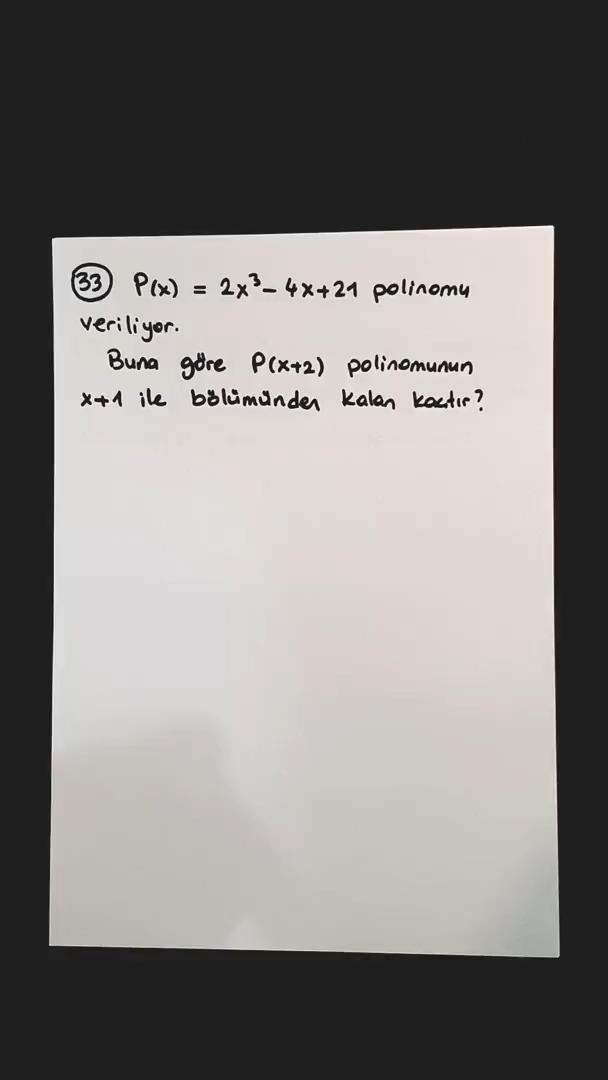 33 P(x) = 2x³- 4x+21 polinomu
veriliyor.
Buna göre P(x+2) polinomunun
x+1 ile bölümünden kalan kaçtır?